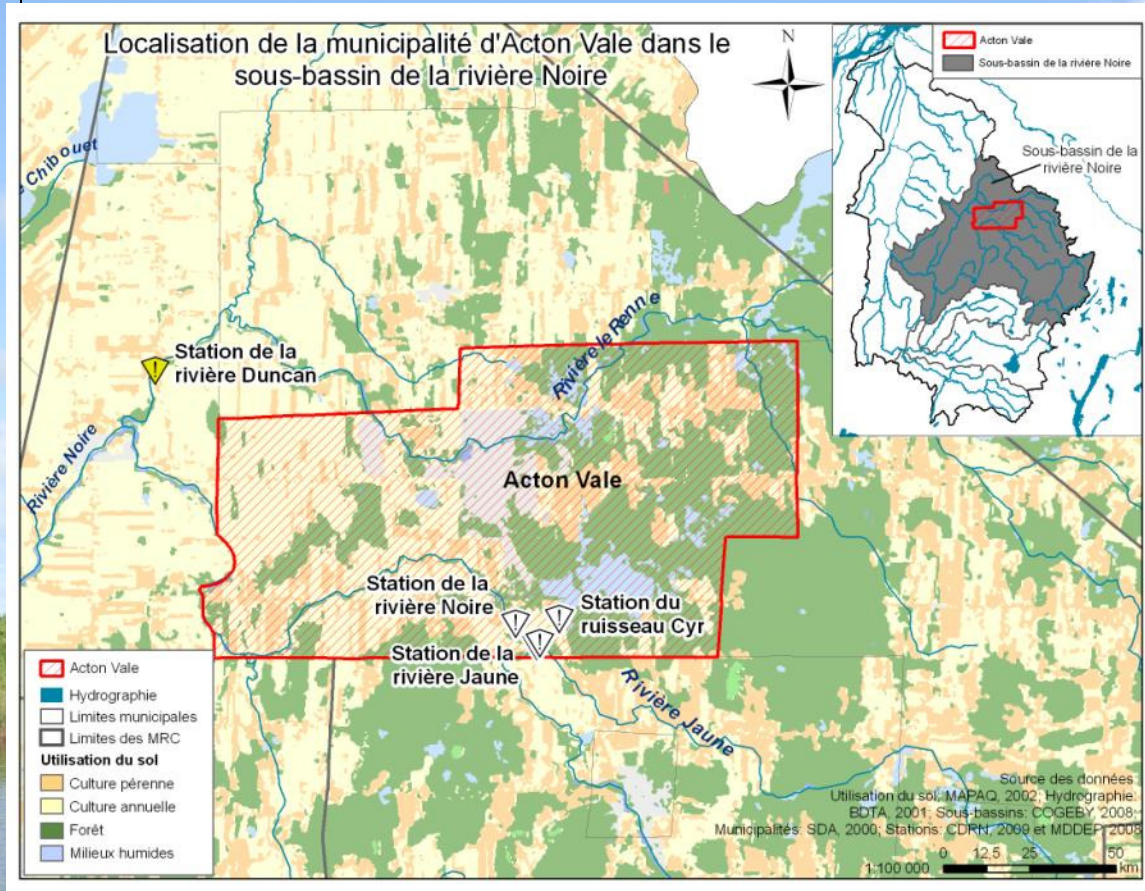 Localisation de la municipalité d'Acton Vale dans le
sous-bassin de la rivière Noire
N
Acton Vale
Sous-bassin de la rivière Noire
Sous-bassin de la
rivière Noire
Chibouet
Rivière le Renne
Station de la
rivière Duncan
Rivière Noire
Acton Vale
Station de la
rivière Noire
Station du
ruisseau Cyr
Station de la
rivière Jaune
Rivière Jaune
Acton Vale
Hydrographie
Limites municipales
Limites des MRC
Utilisation du sol
Culture pérenne
Culture annuelle
Forêt
Milieux humides
Source des données :
Utilisation du sol: MAPAQ, 2002; Hydrographie:
BDTA, 2001; Sous-bassins: COGEBY, 2008;
Municipalités: SDA, 2000; Stations: CDRN, 2009 et MDDEP, 2008
0 12,5 25 50
1:100 000 km